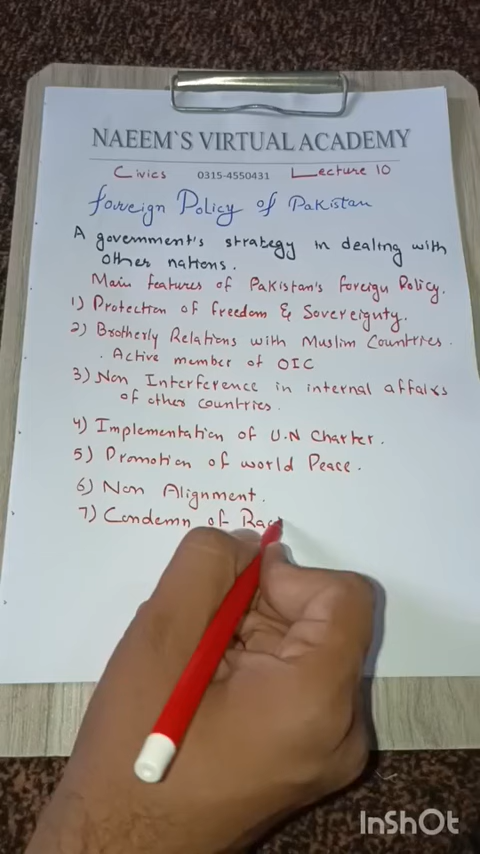 NAEEM`S VIRTUAL ACADEMY
Civics 0315-4550431 Lecture 10
foreign Policy of Pakistan
A government's strategy in dealing with
other nations.
Main features of Pakistan's foreign Policy.
1) Protection of freedom & Sovereignty.
2) Brotherly Relations with Muslim Countries.
. Active member of OIC
3) Non Interference in internal affairs
of other countries.
4) Implementation of U.N Charter.
5) Promotion of world Peace.
6) Non Alignment.
7) Condemn of Rac
InShOt